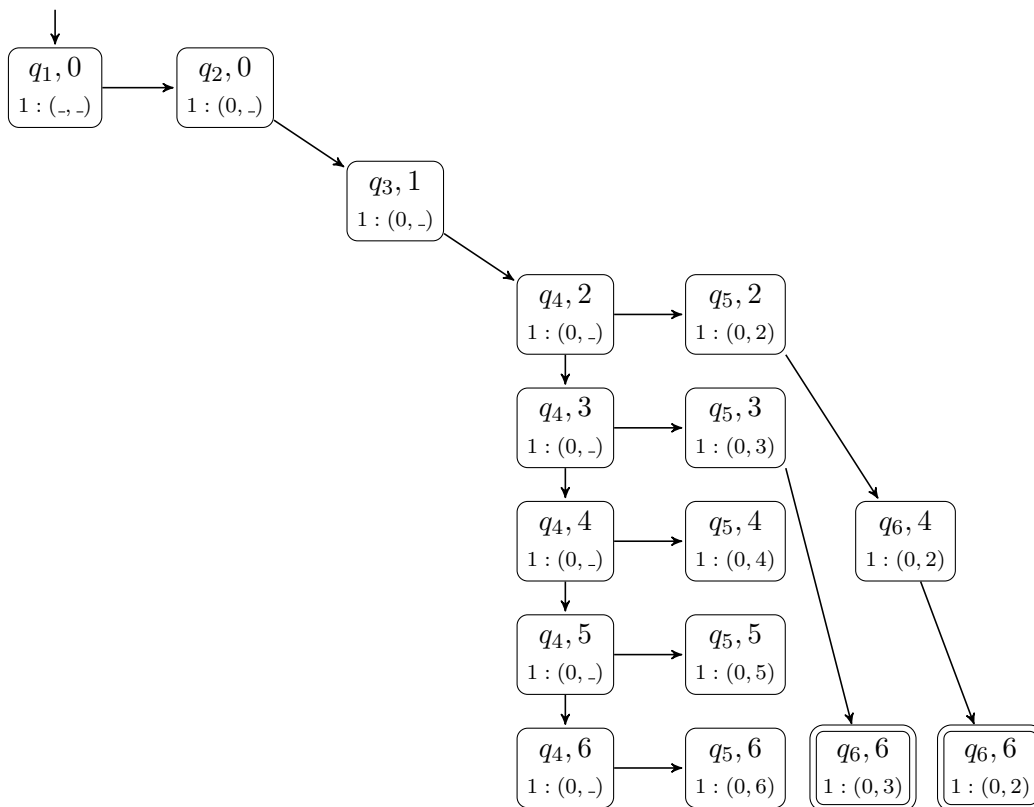 q₁, 0
1 : (_, _)
q₂, 0
1 : (0, _)
q₃, 1
1 : (0, _)
q₄, 2
1 : (0, _)
q₅, 2
1 : (0, 2)
q₄, 3
1 : (0, _)
q₅, 3
1 : (0, 3)
q₄, 4
1 : (0, _)
q₅, 4
1 : (0, 4)
q₆, 4
1 : (0, 2)
q₄, 5
1 : (0, _)
q₅, 5
1 : (0, 5)
q₄, 6
1 : (0, _)
q₅, 6
1 : (0, 6)
q₆, 6
1 : (0, 3)
q₆, 6
1 : (0, 2)